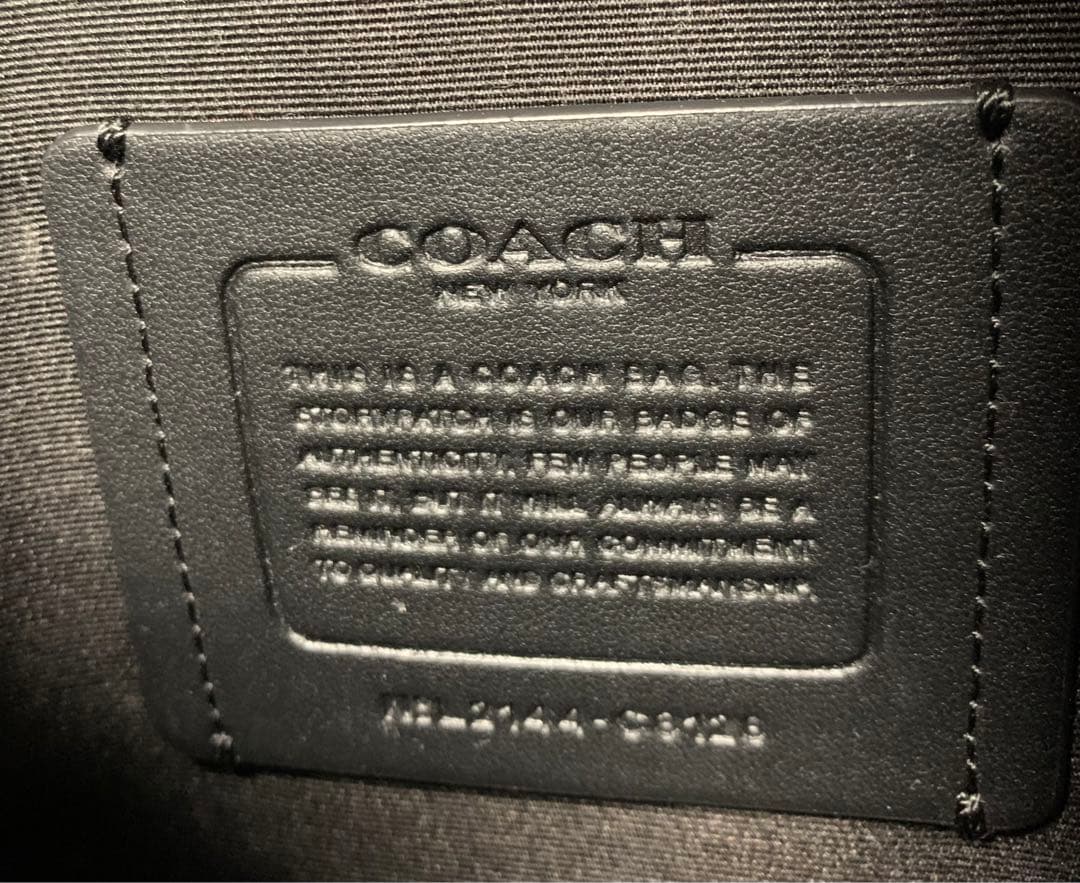 COACH
NEW YORK
THIS IS A COACH BAG. THE
STORYPATCH IS OUR BADGE OF
AUTHENTICITY. FEW PEOPLE MAY
SEE IT, BUT IT WILL ALWAYS BE A
REMINDER OF OUR COMMITMENT
TO QUALITY AND CRAFTSMANSHIP.